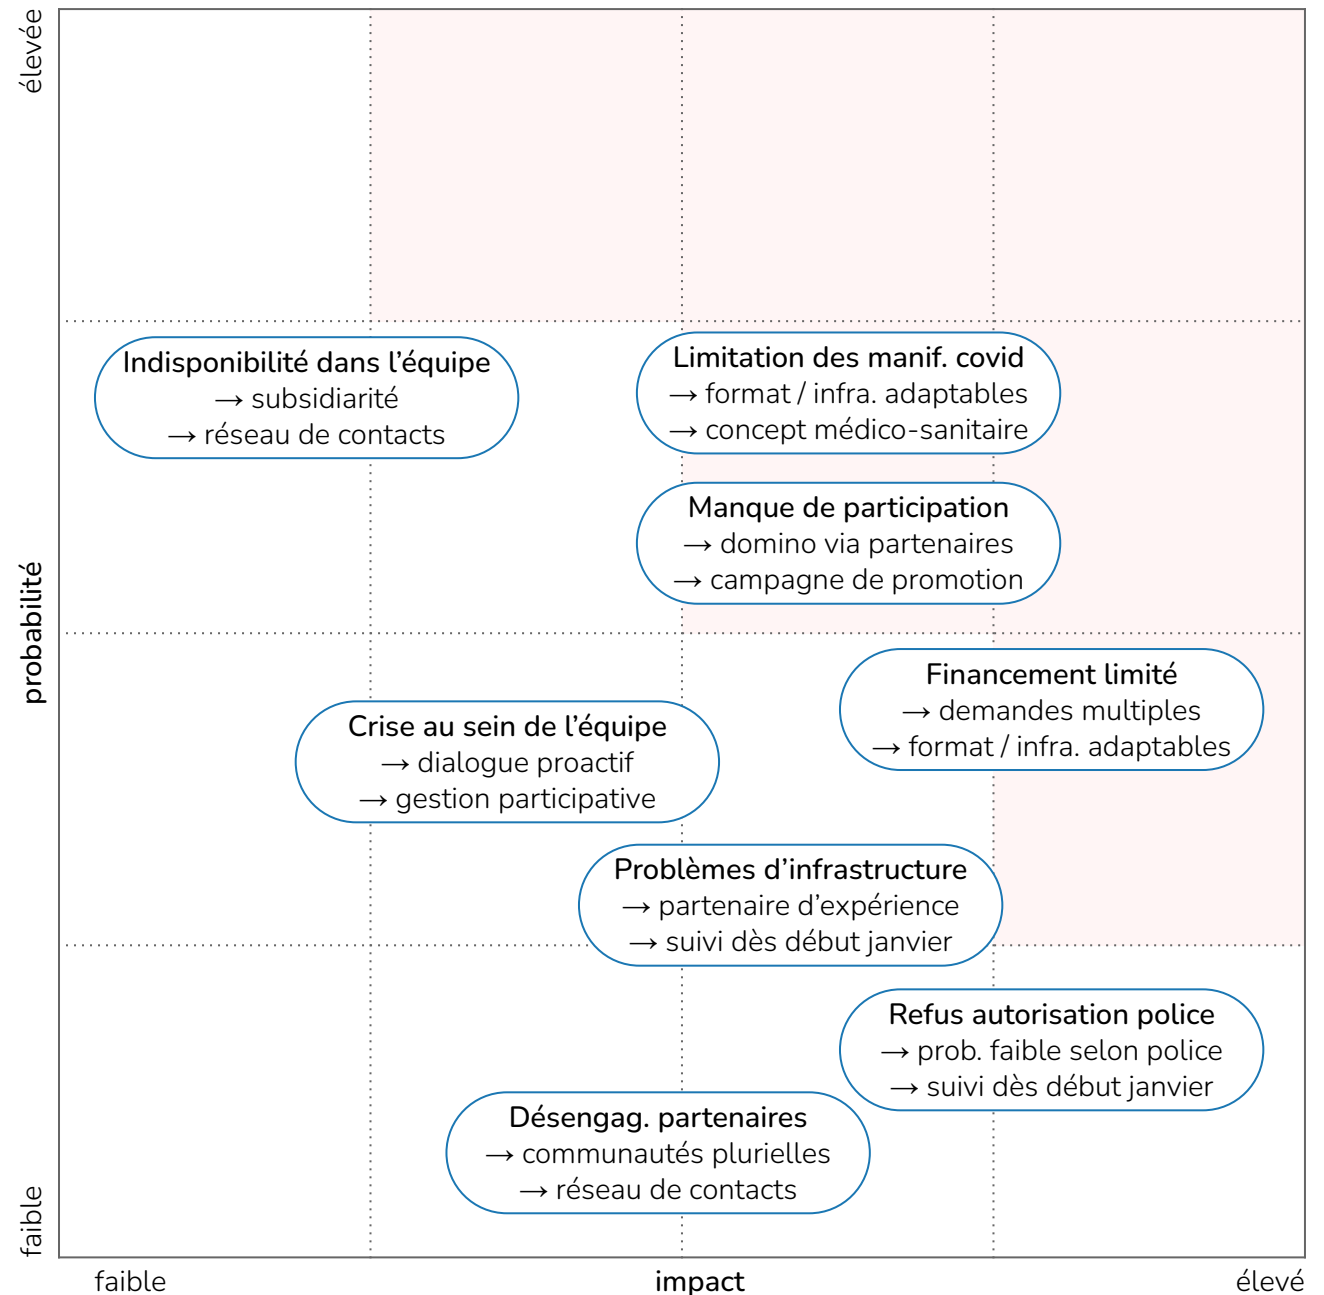 élevée
Indisponibilité dans l’équipe
→ subsidiarité
→ réseau de contacts
Limitation des manif. covid
→ format / infra. adaptables
→ concept médico-sanitaire
Manque de participation
→ domino via partenaires
→ campagne de promotion
probabilité
Financement limité
→ demandes multiples
→ format / infra. adaptables
Crise au sein de l’équipe
→ dialogue proactif
→ gestion participative
Problèmes d’infrastructure
→ partenaire d’expérience
→ suivi dès début janvier
Refus autorisation police
→ prob. faible selon police
→ suivi dès début janvier
Désengag. partenaires
→ communautés plurielles
→ réseau de contacts
faible
faible
impact
élevé